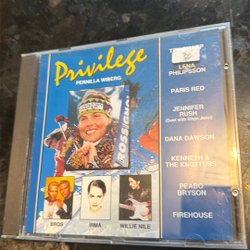 Privilege
PERNILLA WIBERG
LENA
PHILIPSSON
PARIS RED
JENNIFER
RUSH
(Duet with Elton John)
DANA DAWSON
KENNETH &
THE KNUTTERS
PEABO
BRYSON
FIREHOUSE
ROSSIGNOL
BROS
IRMA
WILLIE NILE